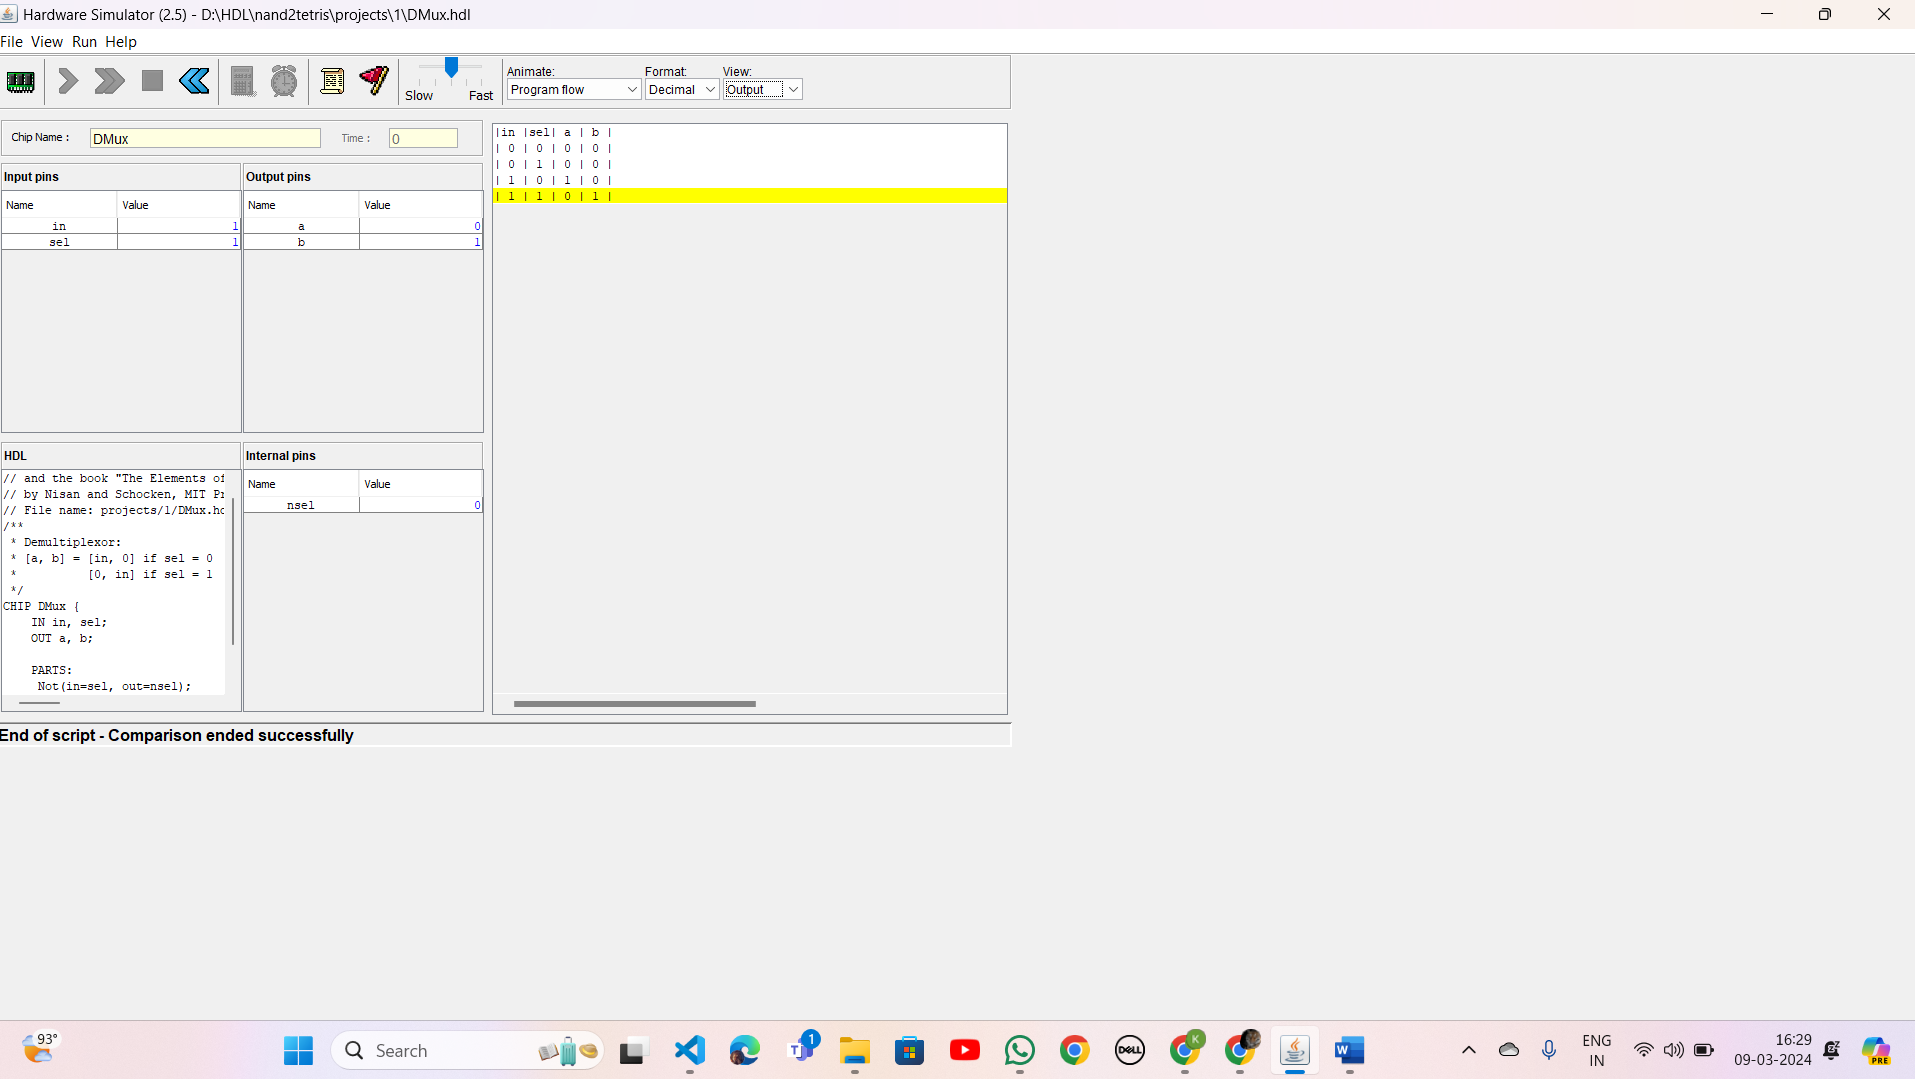 Hardware Simulator (2.5) - D:\HDL\nand2tetris\projects\1\DMux.hdl
File View Run Help
Slow Fast
Animate: Format: View:
Program flow Decimal Output
Chip Name : DMux Time : 0
Input pins Output pins
Name Value Name Value
in 1 a 0
sel 1 b 1
|in |sel| a | b |
| 0 | 0 | 0 | 0 |
| 0 | 1 | 0 | 0 |
| 1 | 0 | 1 | 0 |
| 1 | 1 | 0 | 1 |
HDL
// and the book "The Elements of
// by Nisan and Schocken, MIT Pr
// File name: projects/1/DMux.hd
/**
* Demultiplexor:
* [a, b] = [in, 0] if sel = 0
* [0, in] if sel = 1
*/
CHIP DMux {
IN in, sel;
OUT a, b;
PARTS:
Not(in=sel, out=nsel);
Internal pins
Name Value
nsel 0
End of script - Comparison ended successfully
93°
Search
1
DELL
K
W
ENG
IN
16:29
09-03-2024
PRE